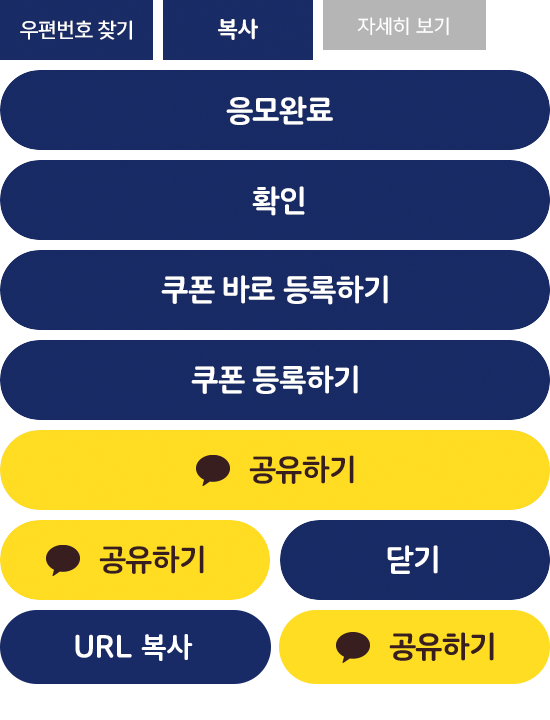 우편번호 찾기
복사
자세히 보기
응모완료
확인
쿠폰 바로 등록하기
쿠폰 등록하기
공유하기
공유하기
닫기
URL 복사
공유하기